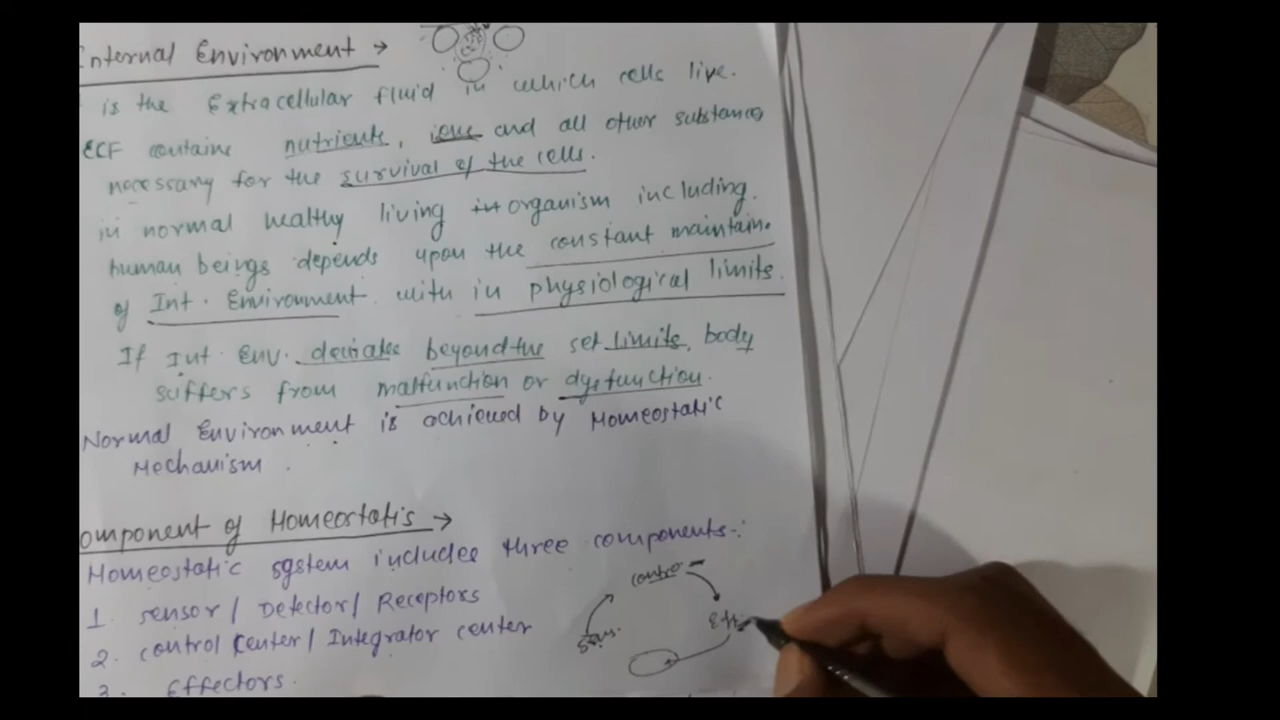 Internal Environment →
is the Extracellular fluid in which cells live.
ECF contains nutrients, ions and all other substances
necessary for the survival of the cells.
in normal healthy living organism including
human beings depends upon the constant maintain.
of Int. Environment with in physiological limits.
If Int. Env. deviates beyond the set limits, body
suffers from malfunction or dysfunction.
Normal Environment is achieved by Homeostatic
Mechanism.
omponent of Homeostatis →
Homeostatic system includes three components:
contro
1. Sensor/ Detector/ Receptors
Eff
Sens.
2. Control Center/ Integrator center
3. Effectors.